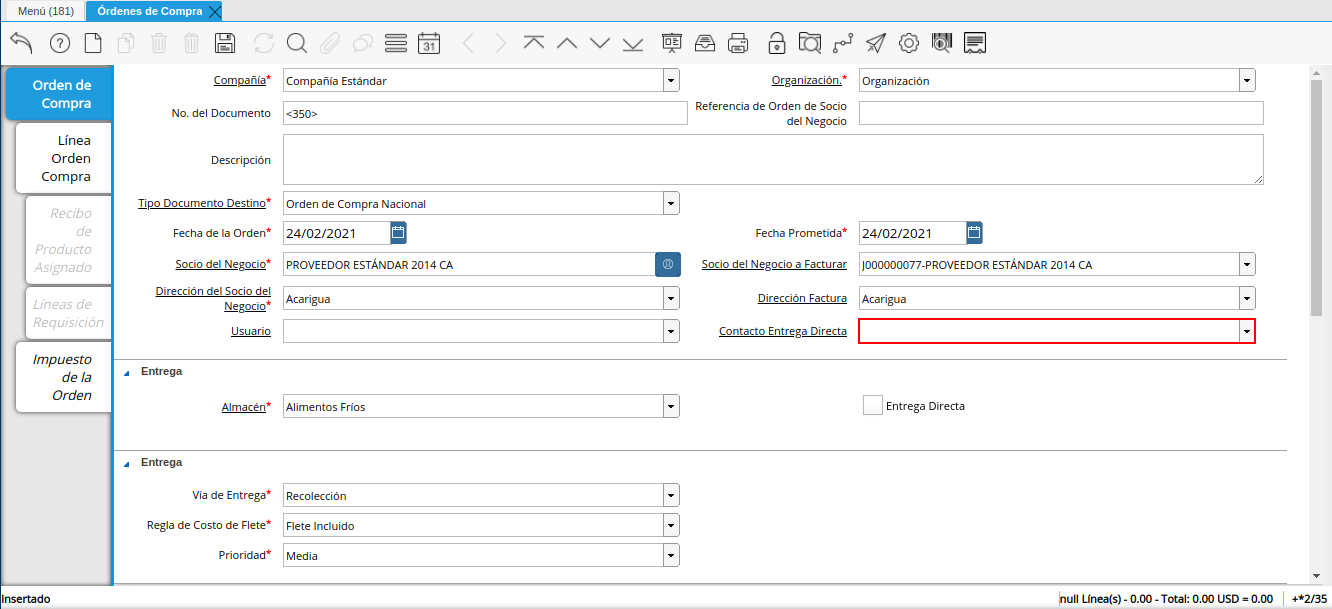 Menú (181)
Órdenes de Compra
31
Orden de
Compra
Línea
Orden
Compra
Recibo
de
Producto
Asignado
Líneas de
Requisición
Impuesto
de la
Orden
Compañía* Compañía Estándar
Organización.* Organización
No. del Documento <350>
Referencia de Orden de Socio
del Negocio
Descripción
Tipo Documento Destino* Orden de Compra Nacional
Fecha de la Orden* 24/02/2021
Fecha Prometida* 24/02/2021
Socio del Negocio* PROVEEDOR ESTÁNDAR 2014 CA
Socio del Negocio a Facturar J000000077-PROVEEDOR ESTÁNDAR 2014 CA
Dirección del Socio del
Negocio* Acarigua
Dirección Factura Acarigua
Usuario
Contacto Entrega Directa
Entrega
Almacén* Alimentos Fríos
Entrega Directa
Entrega
Vía de Entrega* Recolección
Regla de Costo de Flete* Flete Incluido
Prioridad* Media
Insertado
null Línea(s) - 0.00 - Total: 0.00 USD = 0.00
+*2/35